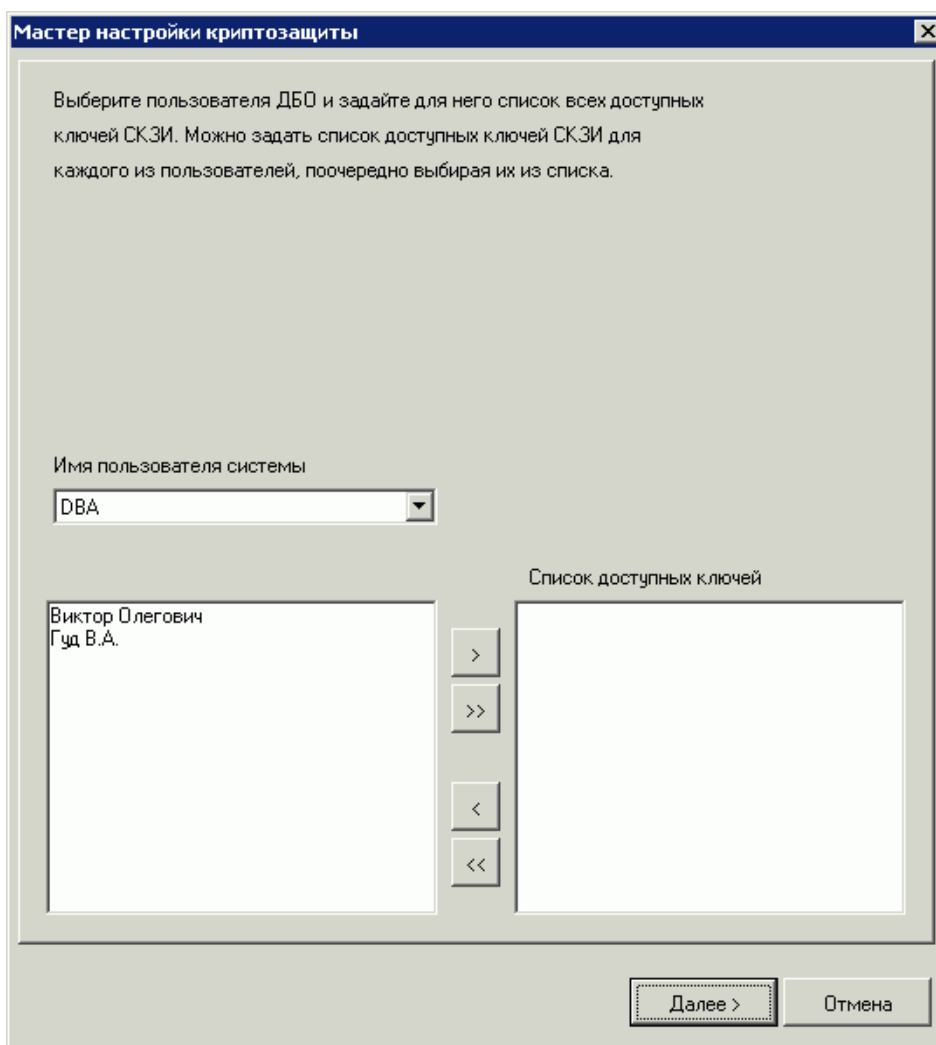 Мастер настройки криптозащиты
Выберите пользователя ДБО и задайте для него список всех доступных
ключей СКЗИ. Можно задать список доступных ключей СКЗИ для
каждого из пользователей, поочередно выбирая их из списка.
Имя пользователя системы
DBA
Список доступных ключей
Виктор Олегович
Гуд В.А.
>
>>
<
<<
Далее >
Отмена